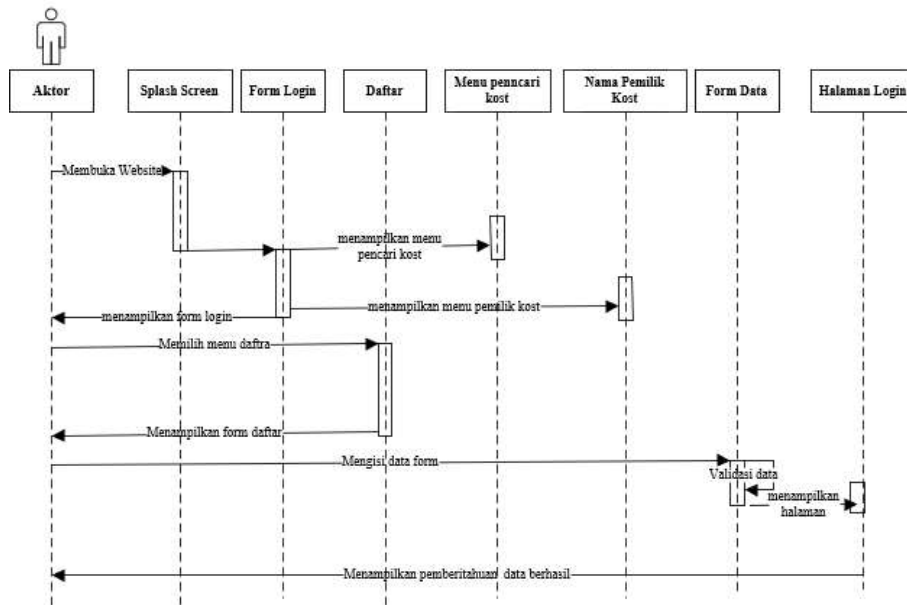 Aktor
Splash Screen
Form Login
Daftar
Menu penncari
kost
Nama Pemilik
Kost
Form Data
Halaman Login
Membuka Website
menampilkan menu
pencari kost
menampilkan menu pemilik kost
menampilkan form login
Memilih menu daftra
Menampilkan form daftar
Mengisi data form
Validasi data
menampilkan
halaman
Menampilkan pemberitahuan data berhasil